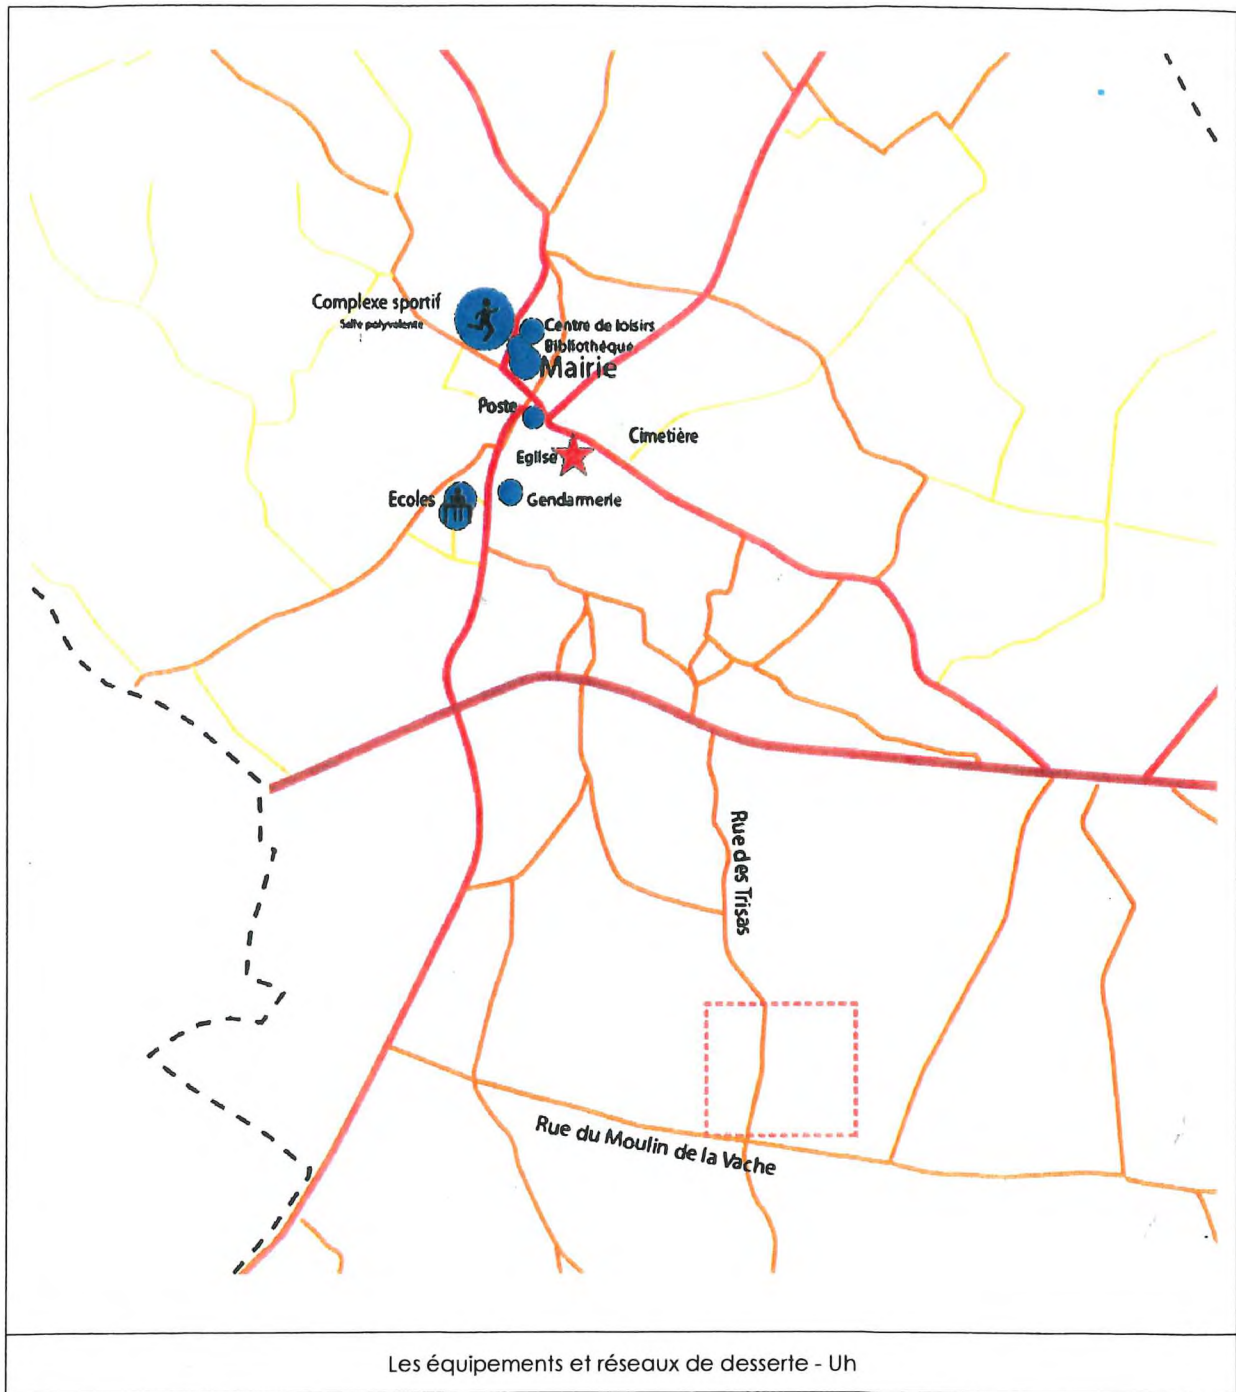 Complexe sportif
Salle polyvalente
Centre de loisirs
Bibliothèque
Mairie
Poste
Cimetière
Eglise
Ecoles
Gendarmerie
Rue des Trisas
Rue du Moulin de la Vache
Les équipements et réseaux de desserte - Uh